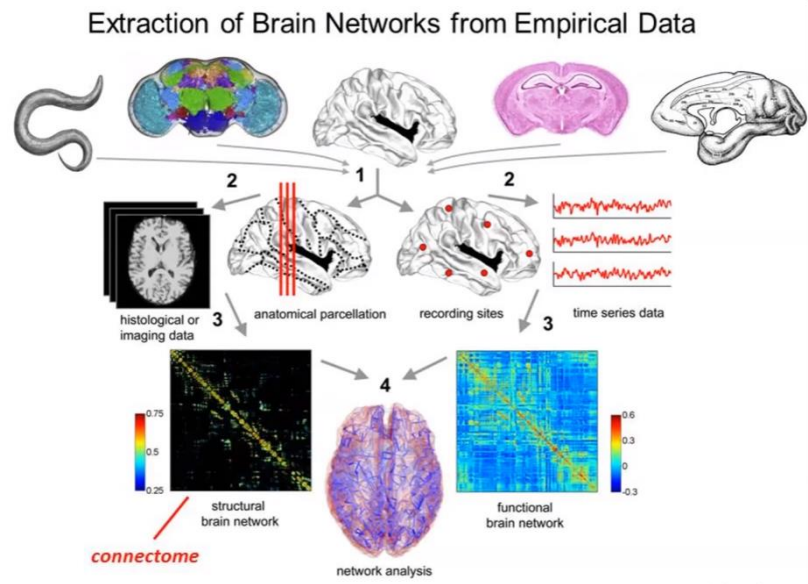 Extraction of Brain Networks from Empirical Data
1
2
2
histological or
imaging data
anatomical parcellation
recording sites
time series data
3
3
4
0.75
0.5
0.25
0.6
0.3
0
-0.3
structural
brain network
functional
brain network
connectome
network analysis